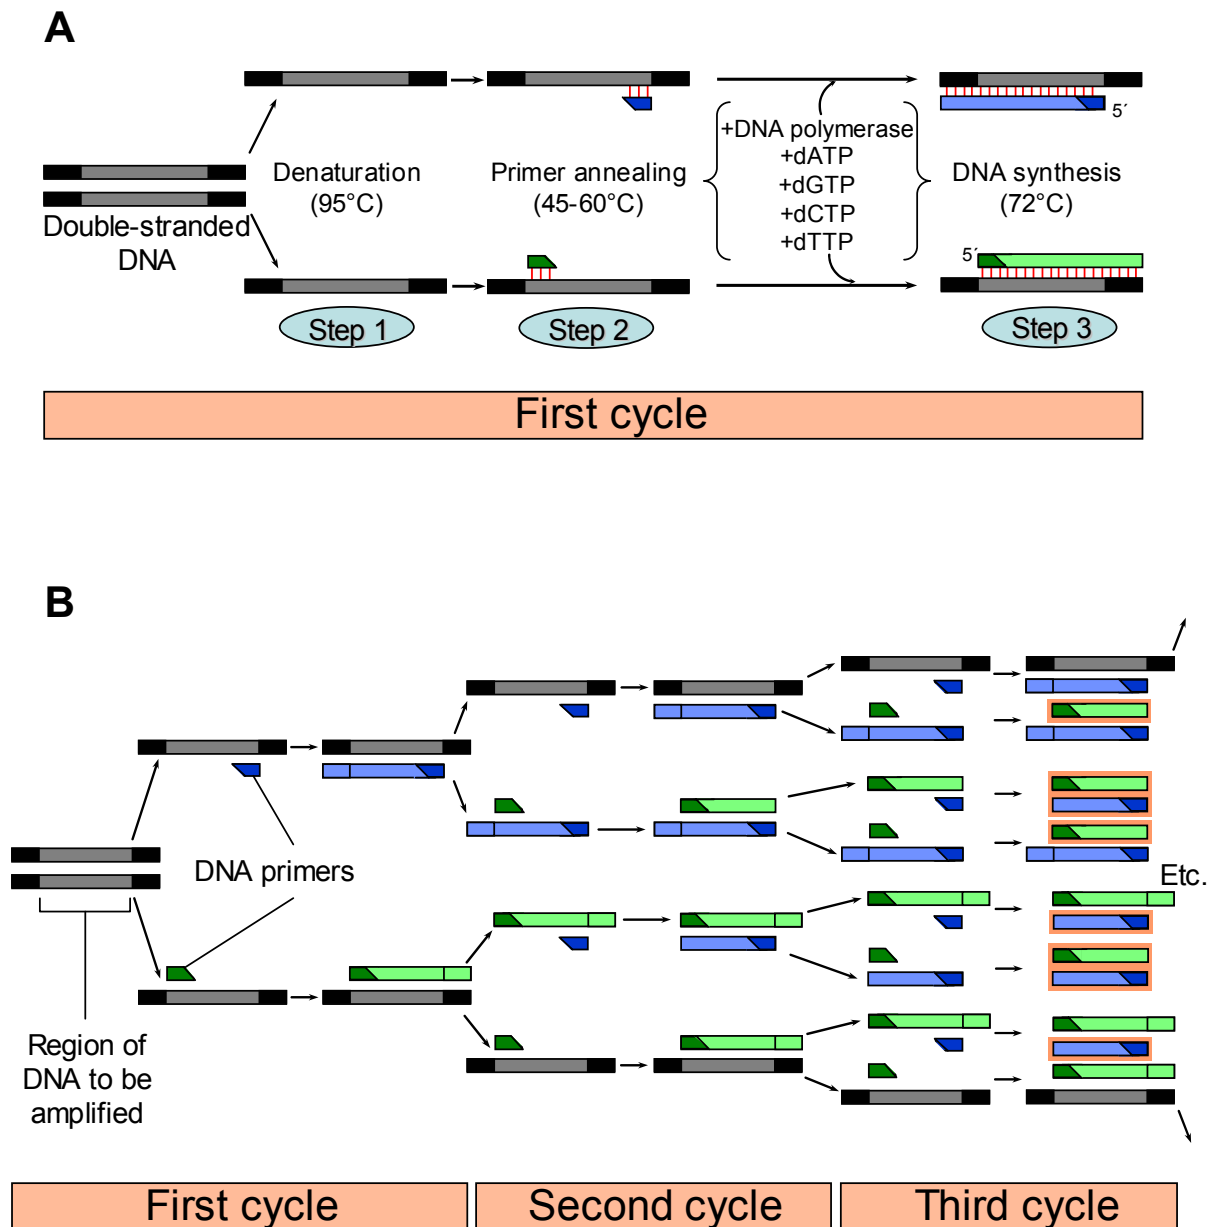 A
Double-stranded
DNA
Denaturation
(95°C)
Primer annealing
(45-60°C)
+DNA polymerase
+dATP
+dGTP
+dCTP
+dTTP
5´
DNA synthesis
(72°C)
5´
Step 1
Step 2
Step 3
First cycle
B
DNA primers
Etc.
Region of
DNA to be
amplified
First cycle
Second cycle
Third cycle